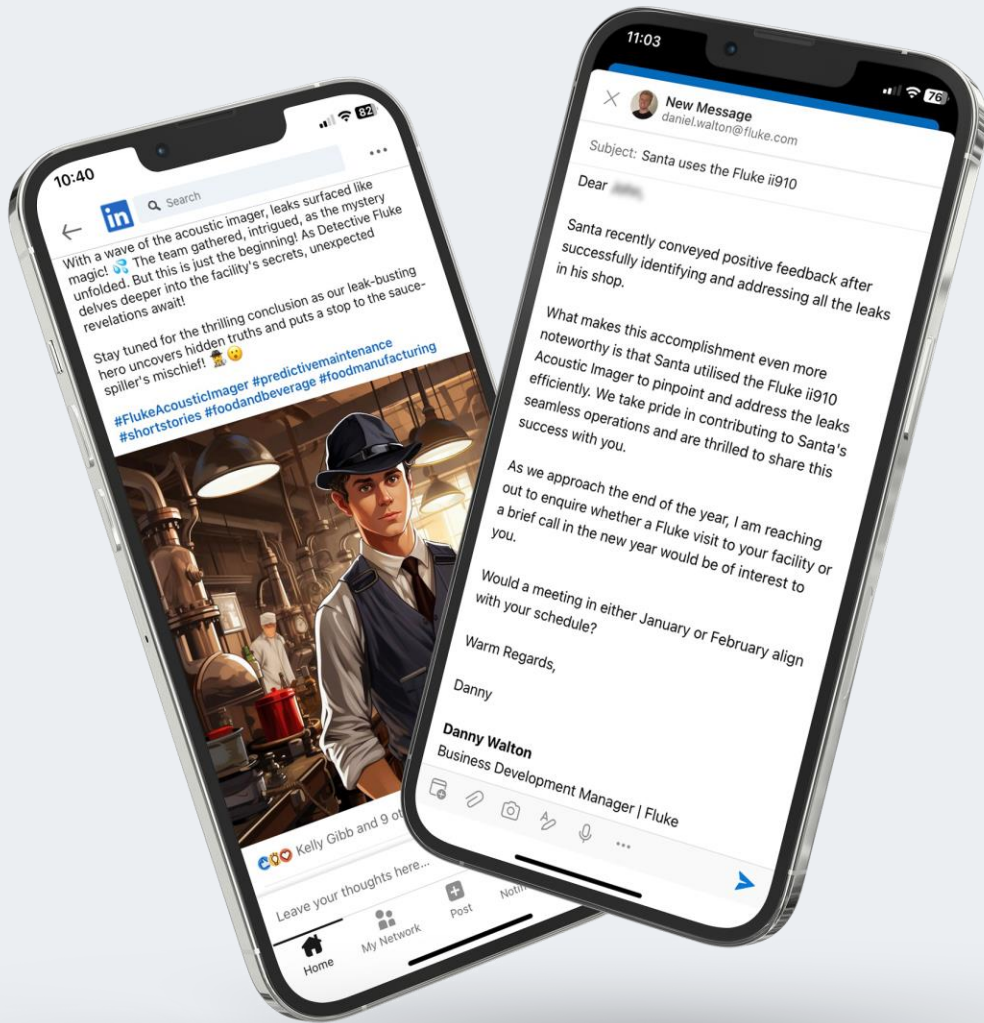 10:40
82
in
Search
With a wave of the acoustic imager, leaks surfaced like
magic! 💦 The team gathered, intrigued, as the mystery
unfolded. But this is just the beginning! As Detective Fluke
delves deeper into the facility's secrets, unexpected
revelations await!
Stay tuned for the thrilling conclusion as our leak-busting
hero uncovers hidden truths and puts a stop to the sauce-
spiller's mischief! 🕵️😮
#FlukeAcousticImager #predictivemaintenance
#shortstories #foodandbeverage #foodmanufacturing
Kelly Gibb and 9 ot
Leave your thoughts here...
Home
My Network
Post
Notifi
11:03
76
New Message
daniel.walton@fluke.com
Subject: Santa uses the Fluke ii910
Dear
Santa recently conveyed positive feedback after
successfully identifying and addressing all the leaks
in his shop.
What makes this accomplishment even more
noteworthy is that Santa utilised the Fluke ii910
Acoustic Imager to pinpoint and address the leaks
efficiently. We take pride in contributing to Santa's
seamless operations and are thrilled to share this
success with you.
As we approach the end of the year, I am reaching
out to enquire whether a Fluke visit to your facility or
a brief call in the new year would be of interest to
you.
Would a meeting in either January or February align
with your schedule?
Warm Regards,
Danny
Danny Walton
Business Development Manager | Fluke